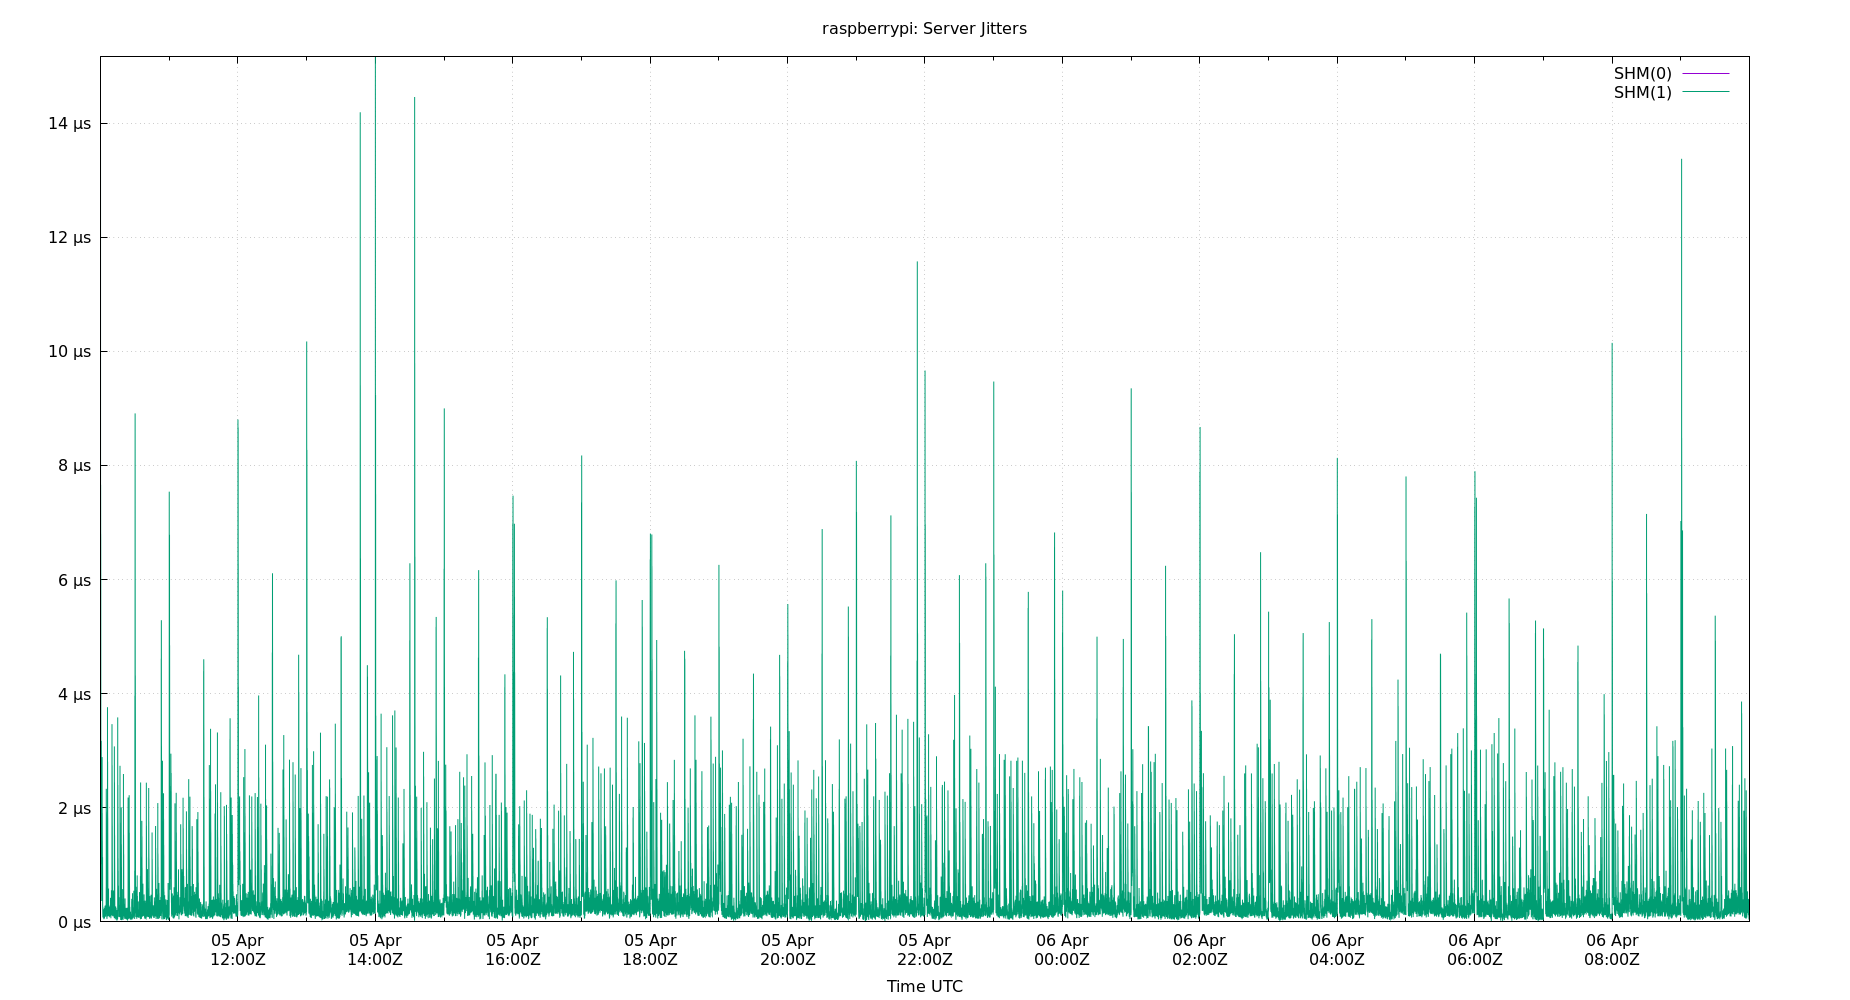 raspberrypi: Server Jitters
SHM(0)
SHM(1)
14 µs
12 µs
10 µs
8 µs
6 µs
4 µs
2 µs
0 µs
05 Apr 05 Apr 05 Apr 05 Apr 05 Apr 05 Apr 06 Apr 06 Apr 06 Apr 06 Apr 06 Apr
12:00Z 14:00Z 16:00Z 18:00Z 20:00Z 22:00Z 00:00Z 02:00Z 04:00Z 06:00Z 08:00Z
Time UTC